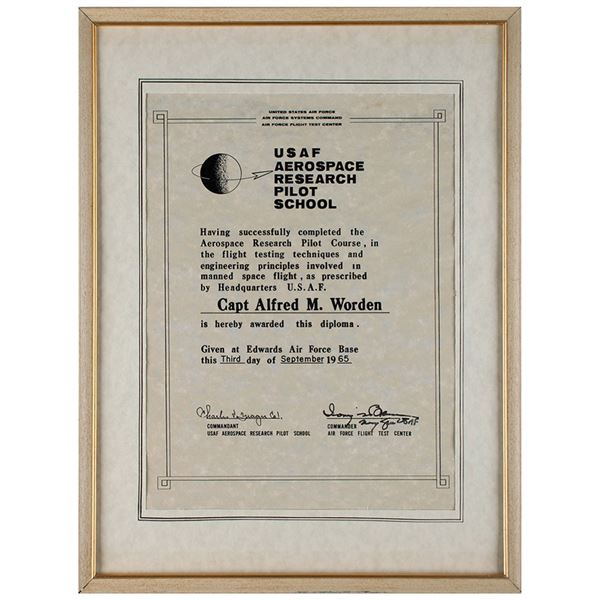 UNITED STATES AIR FORCE
AIR FORCE SYSTEMS COMMAND
AIR FORCE FLIGHT TEST CENTER
USAF
AEROSPACE
RESEARCH
PILOT
SCHOOL
Having successfully completed the
Aerospace Research Pilot Course, in
the flight testing techniques and
engineering principles involved in
manned space flight, as prescribed
by Headquarters U.S.A.F.
Capt Alfred M. Worden
is hereby awarded this diploma.
Given at Edwards Air Force Base
this Third day of September 1965
Charles Yeager Col.
COMMANDANT
USAF AEROSPACE RESEARCH PILOT SCHOOL
COMMANDER
AIR FORCE FLIGHT TEST CENTER